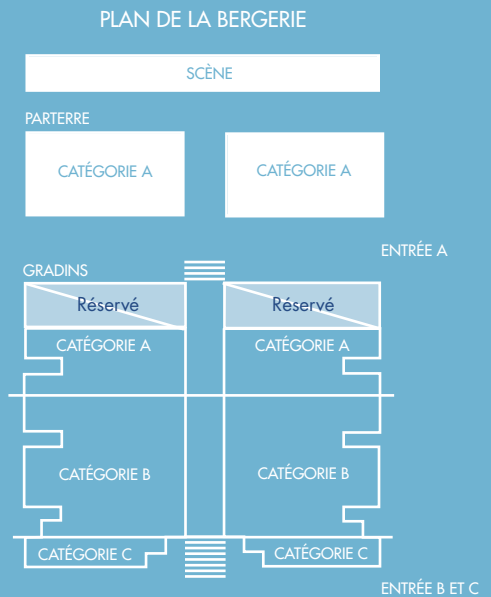 PLAN DE LA BERGERIE
SCÈNE
PARTERRE
CATÉGORIE A
CATÉGORIE A
ENTRÉE A
GRADINS
Réservé
Réservé
CATÉGORIE A
CATÉGORIE A
CATÉGORIE B
CATÉGORIE B
CATÉGORIE C
CATÉGORIE C
ENTRÉE B ET C